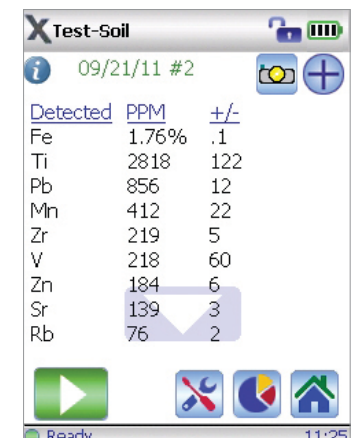 X Test-Soil
09/21/11 #2
Detected PPM +/-
Fe 1.76% .1
Ti 2818 122
Pb 856 12
Mn 412 22
Zr 219 5
V 218 60
Zn 184 6
Sr 139 3
Rb 76 2
Ready 11:25